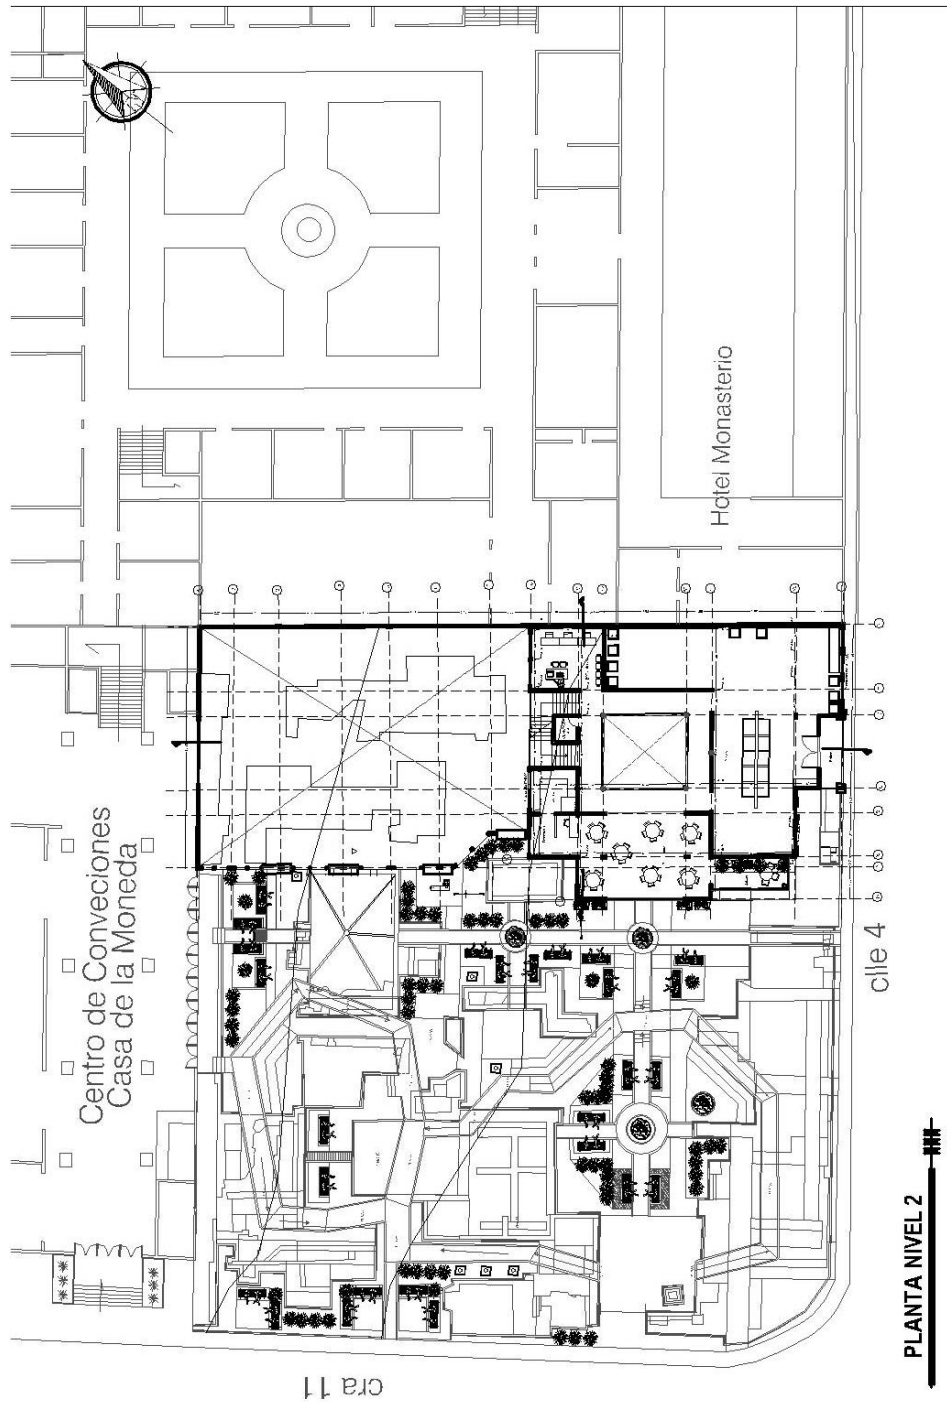 Hotel Monasterio
Centro de Conveciones
Casa de la Moneda
clle 4
cra 11
PLANTA NIVEL 2